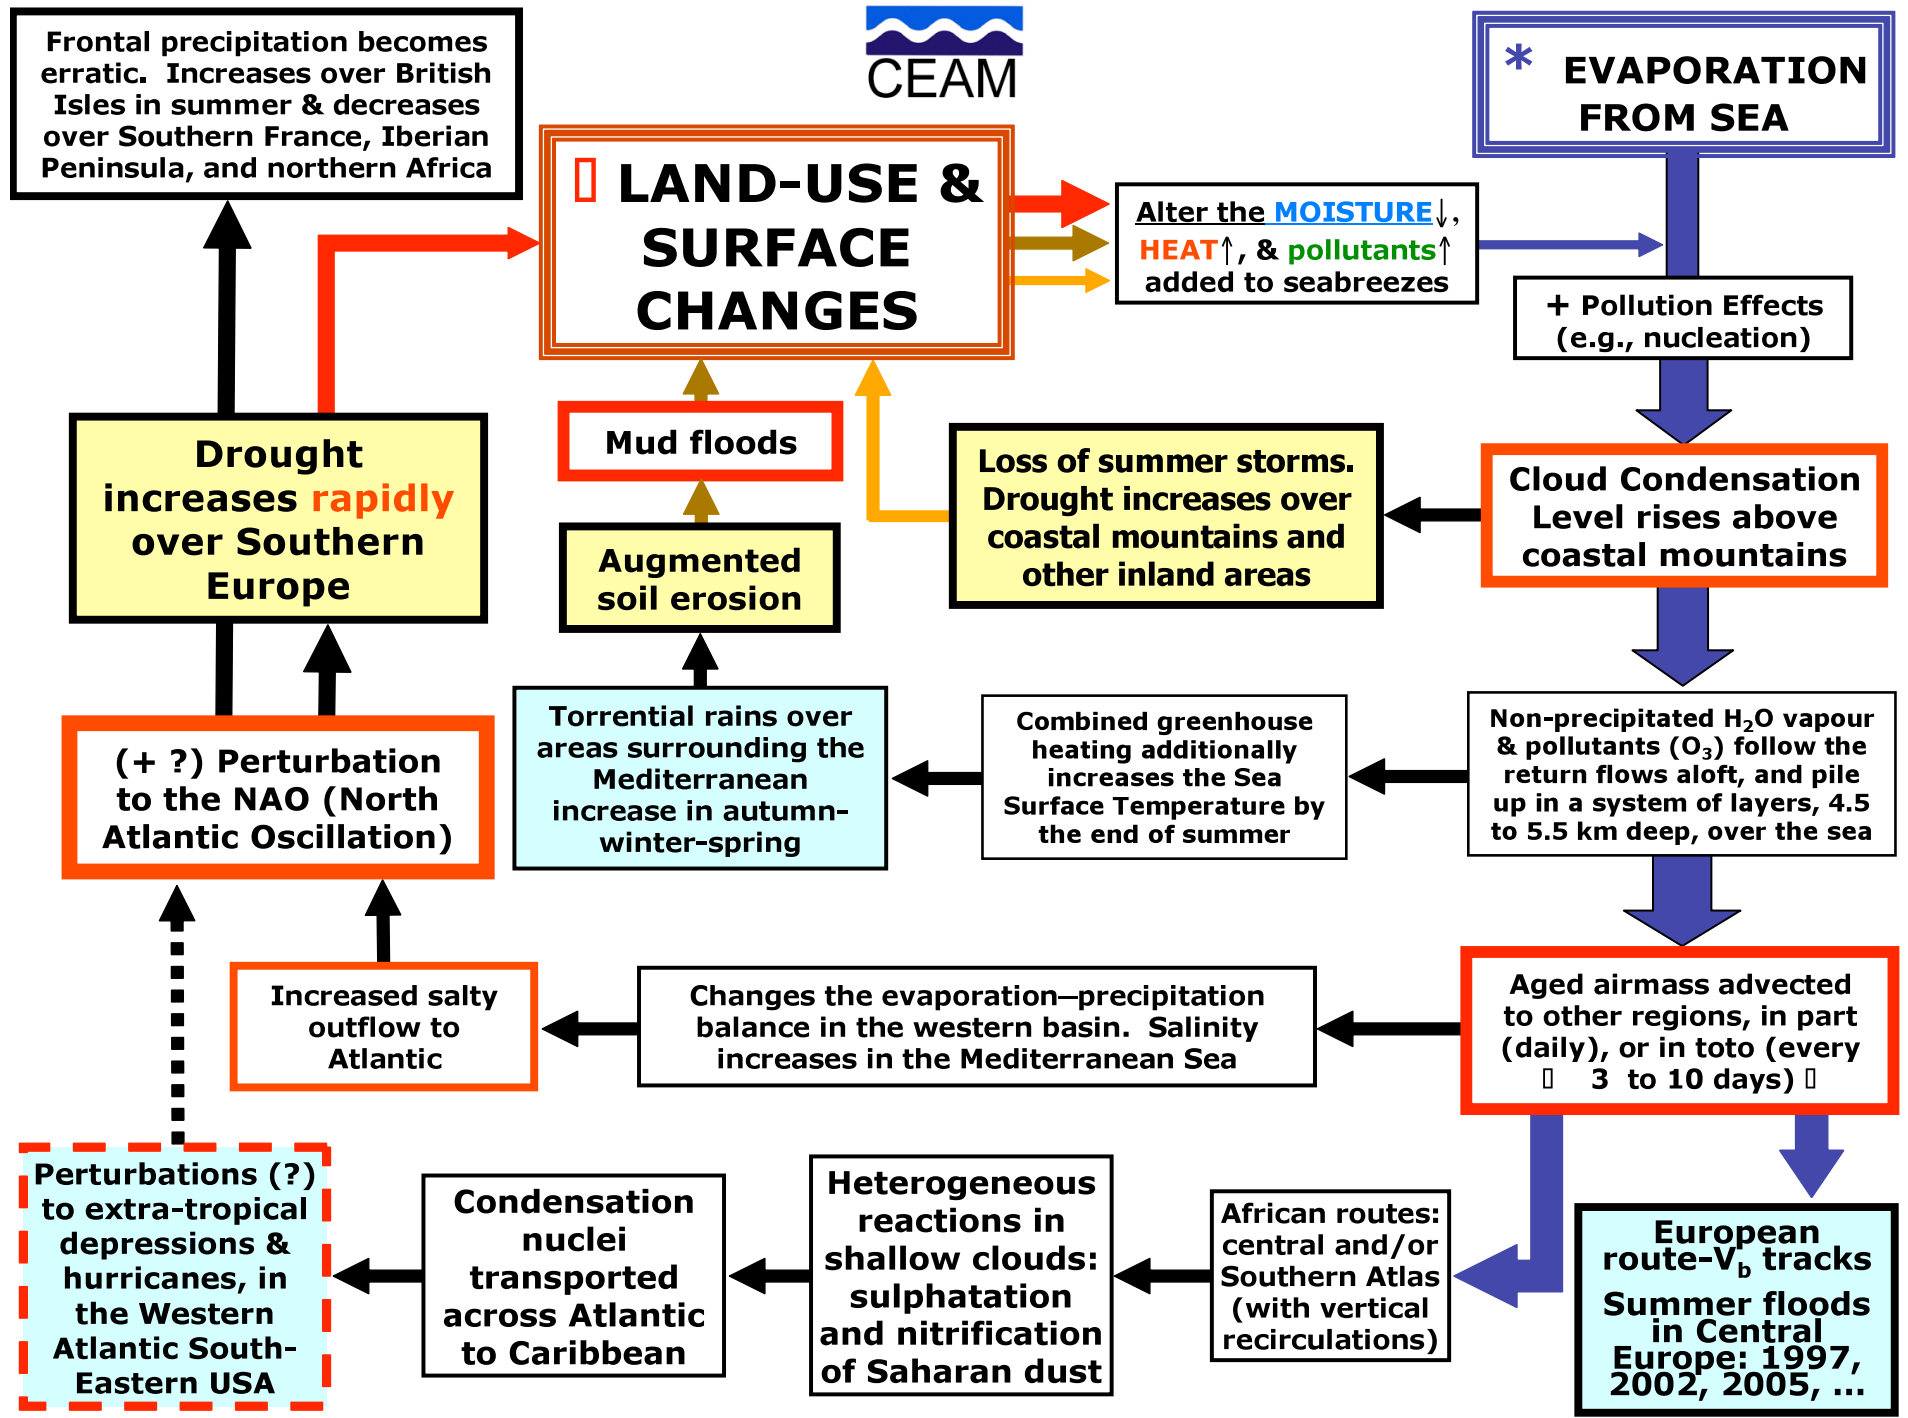 Frontal precipitation becomes
erratic. Increases over British
Isles in summer & decreases
over Southern France, Iberian
Peninsula, and northern Africa
CEAM
* EVAPORATION
FROM SEA
▯ LAND-USE &
SURFACE
CHANGES
Alter the MOISTURE↓,
HEAT↑, & pollutants↑
added to seabreezes
+ Pollution Effects
(e.g., nucleation)
Drought
increases rapidly
over Southern
Europe
Mud floods
Loss of summer storms.
Drought increases over
coastal mountains and
other inland areas
Cloud Condensation
Level rises above
coastal mountains
Augmented
soil erosion
(+ ?) Perturbation
to the NAO (North
Atlantic Oscillation)
Torrential rains over
areas surrounding the
Mediterranean
increase in autumn-
winter-spring
Combined greenhouse
heating additionally
increases the Sea
Surface Temperature by
the end of summer
Non-precipitated H₂O vapour
& pollutants (O₃) follow the
return flows aloft, and pile
up in a system of layers, 4.5
to 5.5 km deep, over the sea
Increased salty
outflow to
Atlantic
Changes the evaporation—precipitation
balance in the western basin. Salinity
increases in the Mediterranean Sea
Aged airmass advected
to other regions, in part
(daily), or in toto (every
▯ 3 to 10 days) ▯
Perturbations (?)
to extra-tropical
depressions &
hurricanes, in
the Western
Atlantic South-
Eastern USA
Condensation
nuclei
transported
across Atlantic
to Caribbean
Heterogeneous
reactions in
shallow clouds:
sulphatation
and nitrification
of Saharan dust
African routes:
central and/or
Southern Atlas
(with vertical
recirculations)
European
route-V_b tracks
Summer floods
in Central
Europe: 1997,
2002, 2005, …